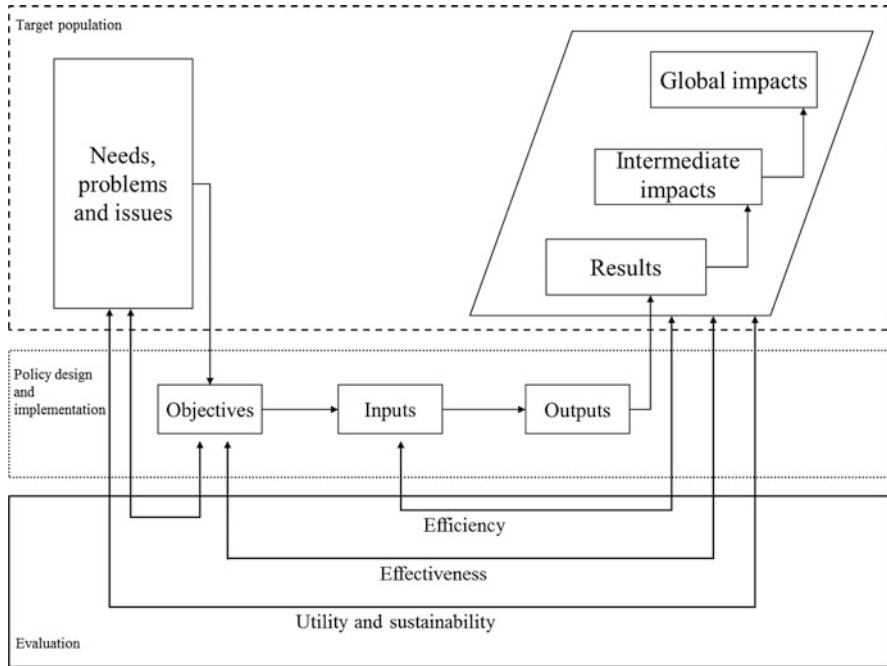 Target population
Needs,
problems
and issues
Global impacts
Intermediate
impacts
Results
Policy design
and
implementation
Objectives
Inputs
Outputs
Efficiency
Effectiveness
Utility and sustainability
Evaluation